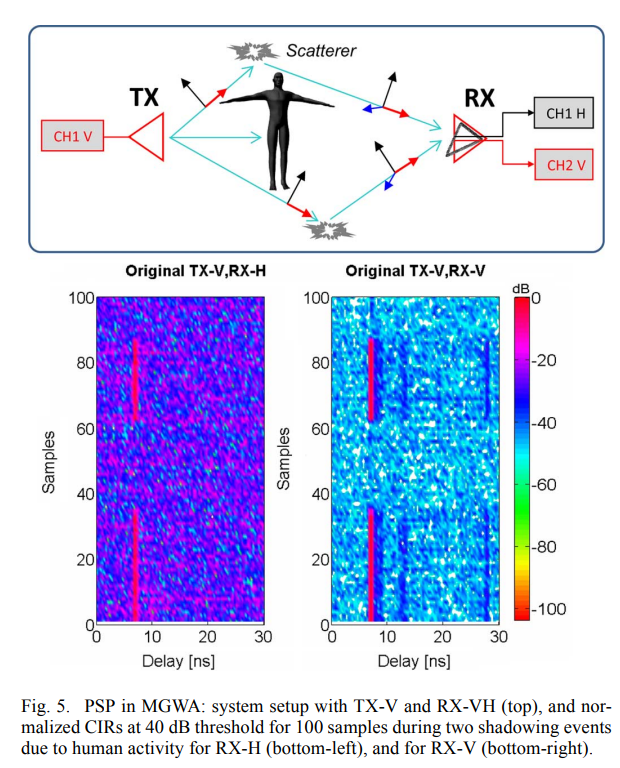 Scatterer
TX
RX
CH1 V
CH1 H
CH2 V
Original TX-V,RX-H
Original TX-V,RX-V
dB
100
80
60
40
20
0
Samples
0
10
20
30
Delay [ns]
100
80
60
40
20
0
Samples
0
10
20
30
Delay [ns]
0
-20
-40
-60
-80
-100
Fig. 5. PSP in MGWA: system setup with TX-V and RX-VH (top), and nor-
malized CIRs at 40 dB threshold for 100 samples during two shadowing events
due to human activity for RX-H (bottom-left), and for RX-V (bottom-right).